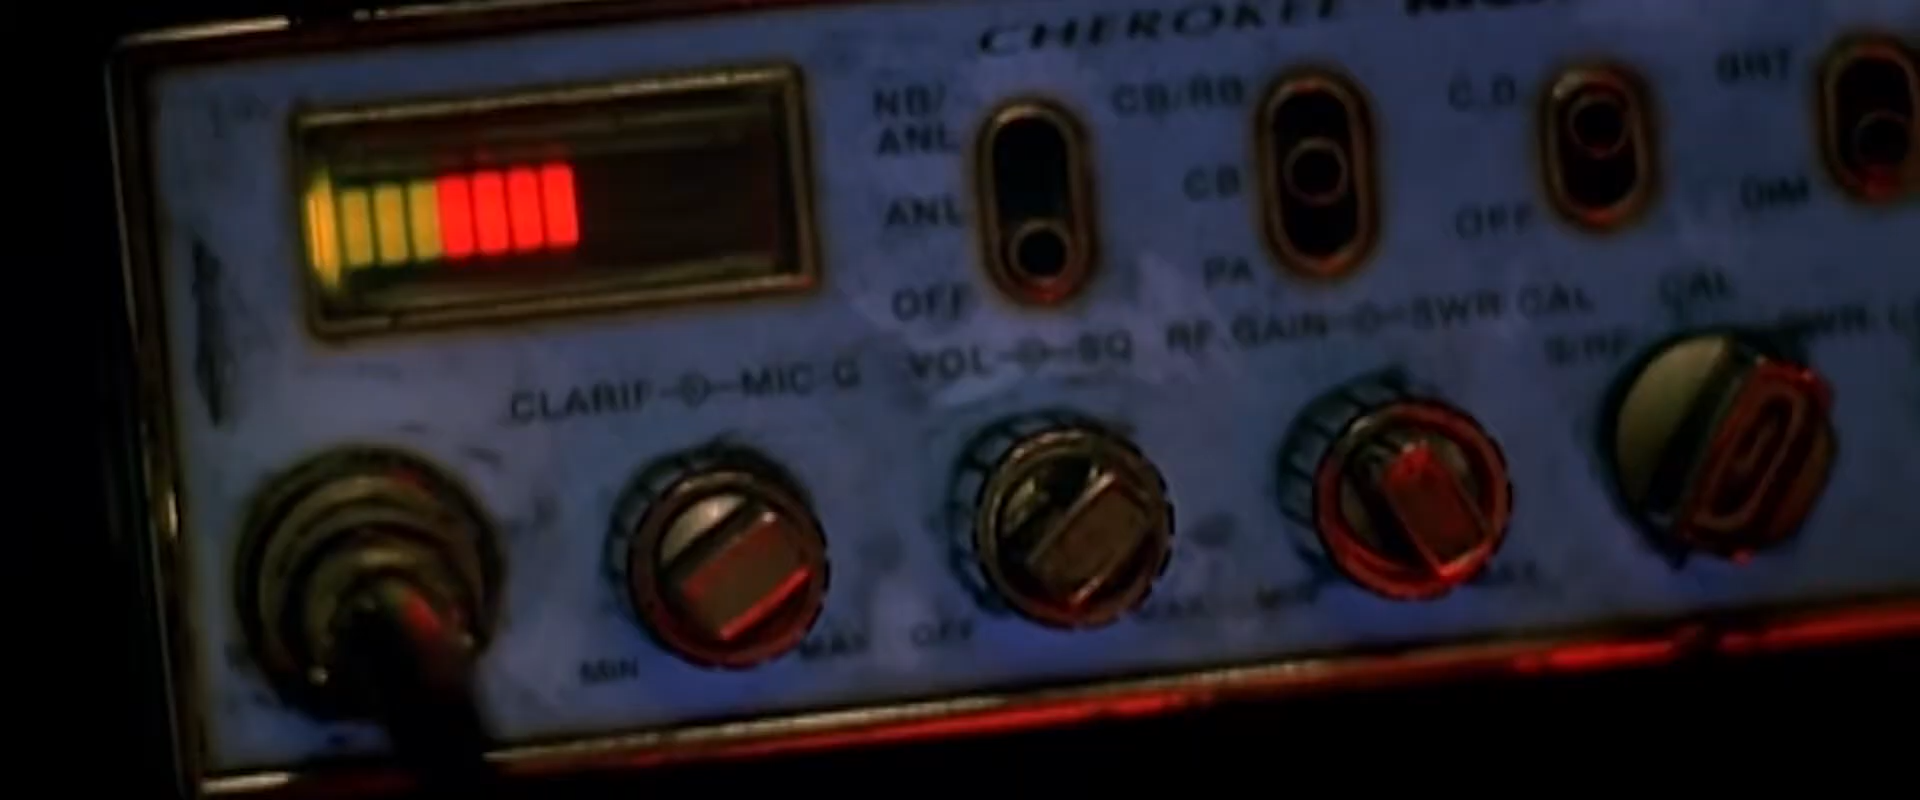 CHEROKEE
NB/
ANL
ANL
OFF
CB/RB
CB
PA
C.B.
OFF
BRT
DIM
CLARIF-O-MIC G
VOL-O-SQ
RF GAIN-O-SWR CAL
S/RF
CAL
MIN
MAX
OFF